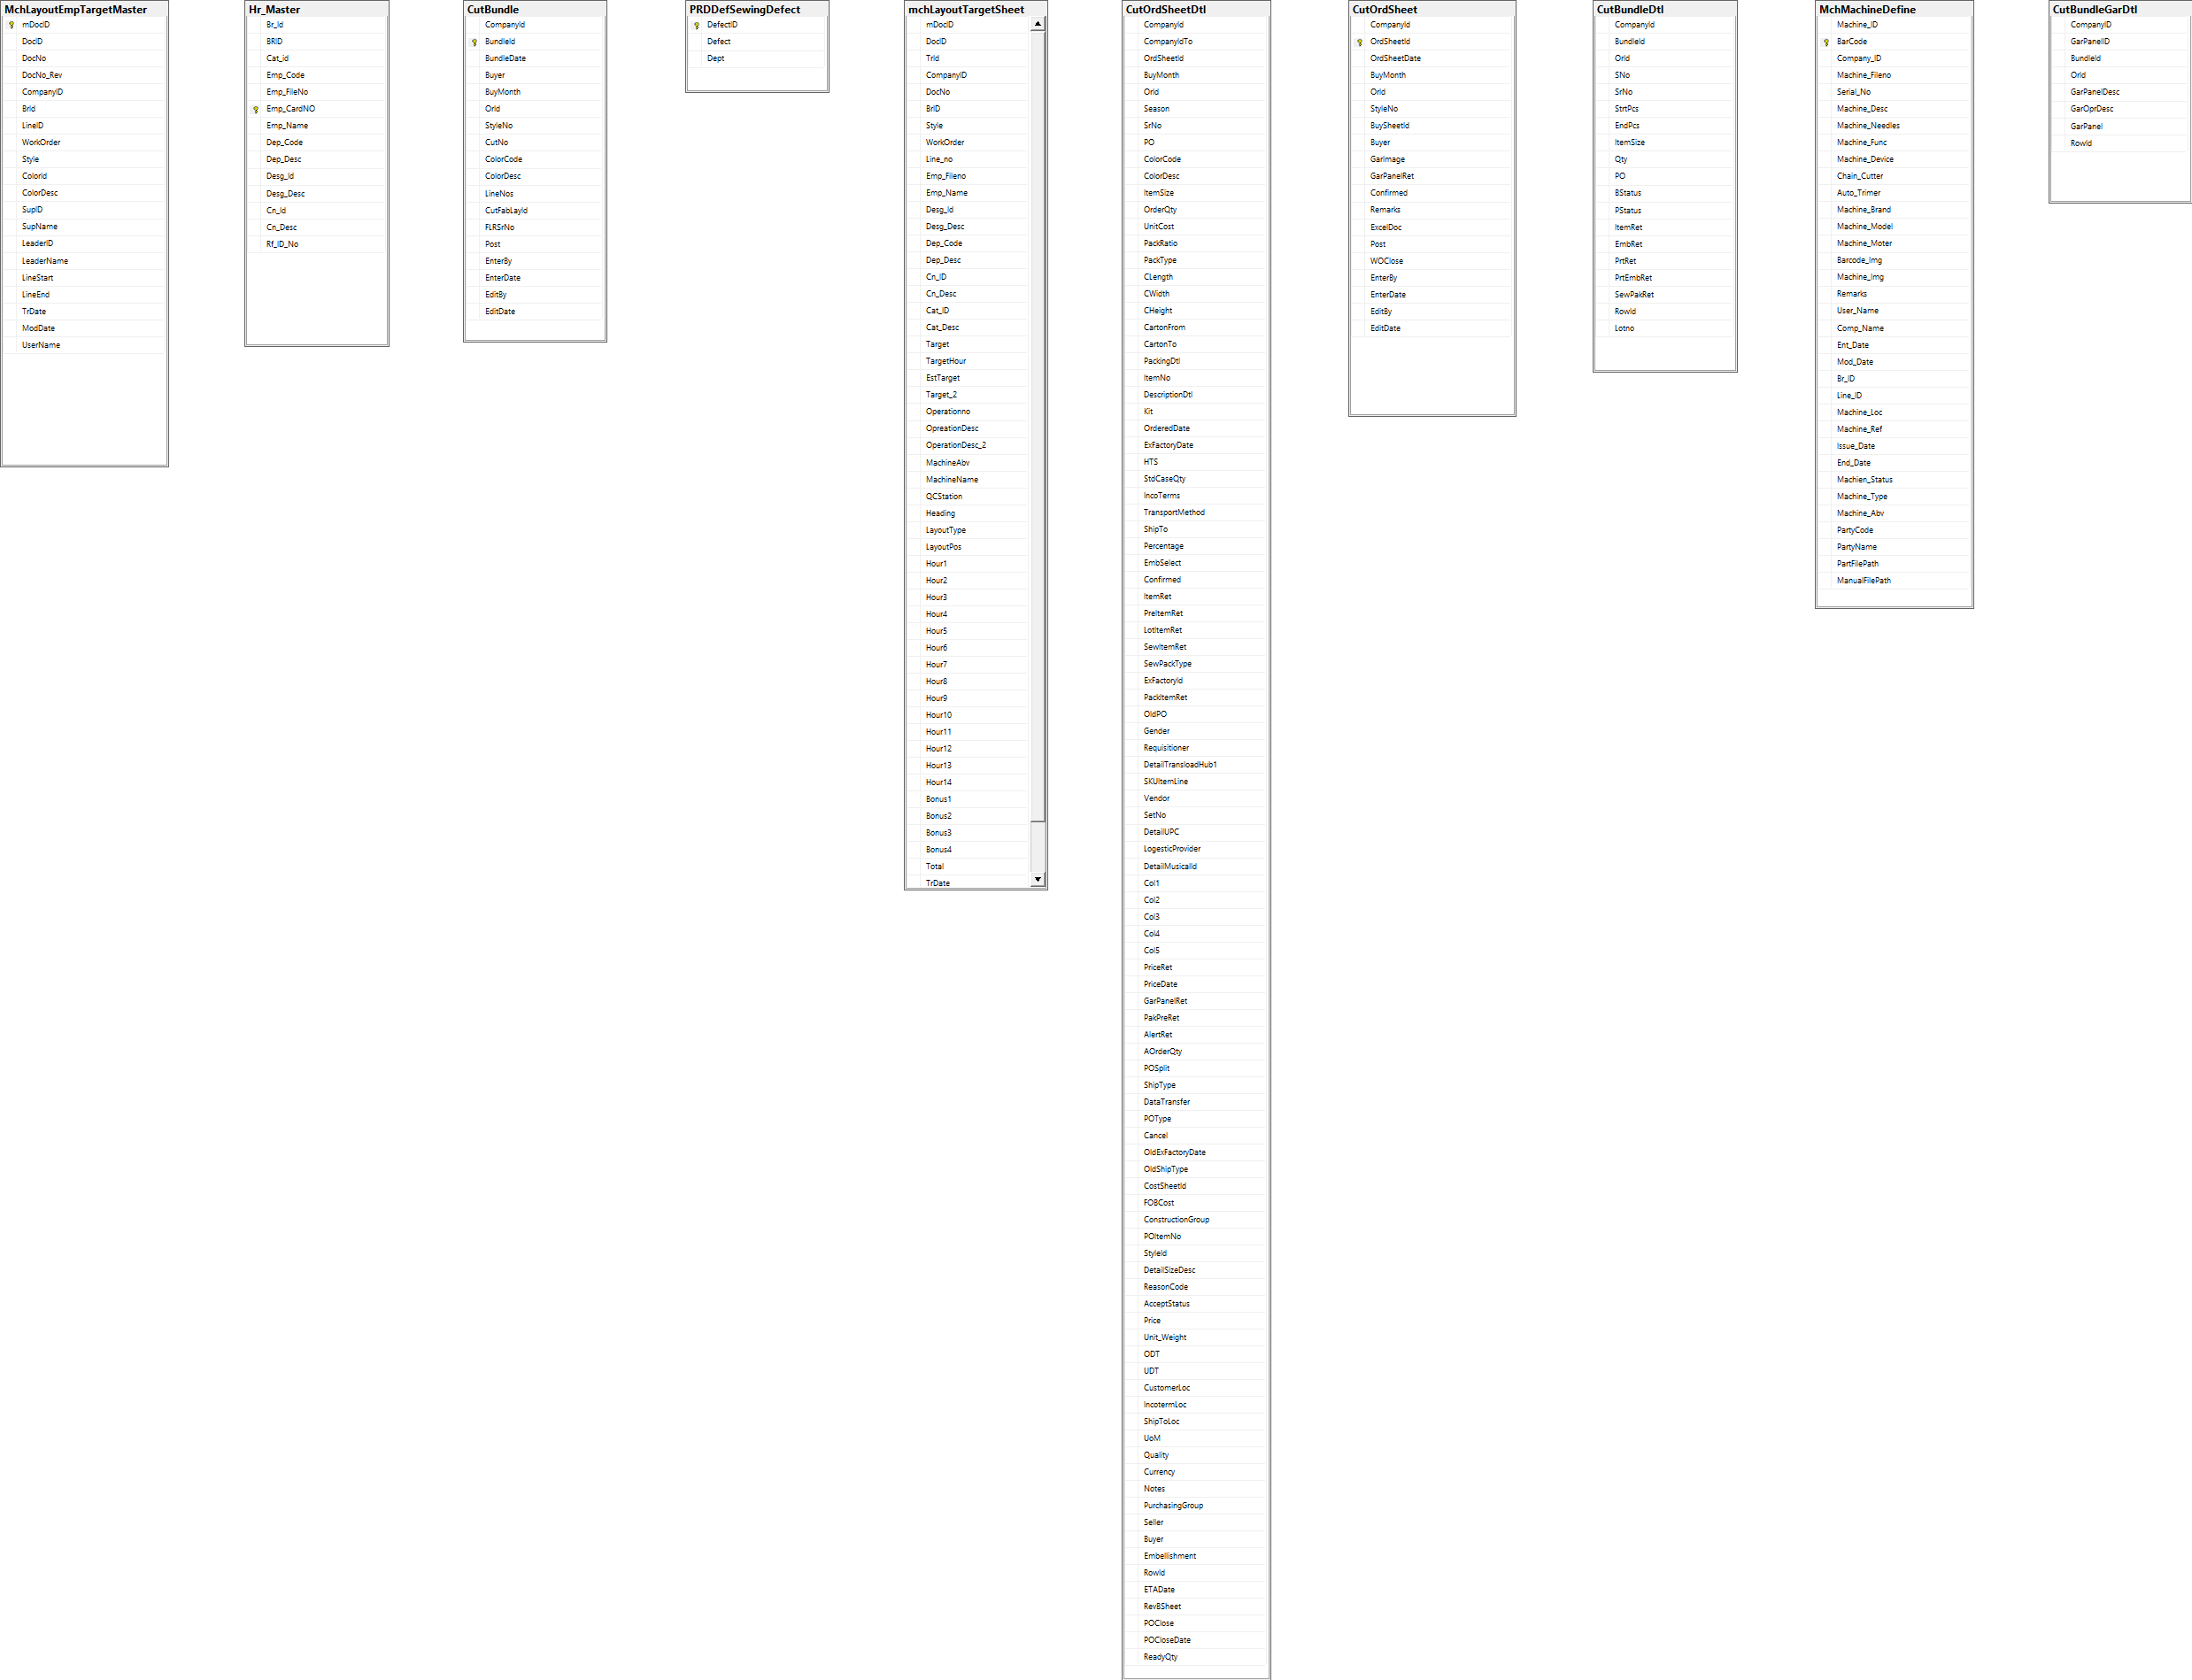 MchLayoutEmpTargetMaster
mDocID
DocID
DocNo
DocNo_Rev
CompanyID
BrId
LineID
WorkOrder
Style
ColorId
ColorDesc
SupID
SupName
LeaderID
LeaderName
LineStart
LineEnd
TrDate
ModDate
UserName
Hr_Master
Br_Id
BRID
Cat_id
Emp_Code
Emp_FileNo
Emp_CardNO
Emp_Name
Dep_Code
Dep_Desc
Desg_Id
Desg_Desc
Cn_Id
Cn_Desc
Rf_ID_No
CutBundle
CompanyId
BundleId
BundleDate
Buyer
BuyMonth
OrId
StyleNo
CutNo
ColorCode
ColorDesc
LineNos
CutFabLayId
FLRSrNo
Post
EnterBy
EnterDate
EditBy
EditDate
PRDDefSewingDefect
DefectID
Defect
Dept
mchLayoutTargetSheet
mDocID
DocID
TrId
CompanyID
DocNo
BrID
Style
WorkOrder
Line_no
Emp_Fileno
Emp_Name
Desg_Id
Desg_Desc
Dep_Code
Dep_Desc
Cn_ID
Cn_Desc
Cat_ID
Cat_Desc
Target
TargetHour
EstTarget
Target_2
Operationno
OpreationDesc
OperationDesc_2
MachineAbv
MachineName
QCStation
Heading
LayoutType
LayoutPos
Hour1
Hour2
Hour3
Hour4
Hour5
Hour6
Hour7
Hour8
Hour9
Hour10
Hour11
Hour12
Hour13
Hour14
Bonus1
Bonus2
Bonus3
Bonus4
Total
TrDate
CutOrdSheetDtl
CompanyId
CompanyIdTo
OrdSheetId
BuyMonth
OrId
Season
SrNo
PO
ColorCode
ColorDesc
ItemSize
OrderQty
UnitCost
PackRatio
PackType
CLength
CWidth
CHeight
CartonFrom
CartonTo
PackingDtl
ItemNo
DescriptionDtl
Kit
OrderedDate
ExFactoryDate
HTS
StdCaseQty
IncoTerms
TransportMethod
ShipTo
Percentage
EmbSelect
Confirmed
ItemRet
PreItemRet
LotItemRet
SewItemRet
SewPackType
ExFactoryId
PackItemRet
OldPO
Gender
Requisitioner
DetailTransloadHub1
SKUItemLine
Vendor
SetNo
DetailUPC
LogesticProvider
DetailMusicalId
Col1
Col2
Col3
Col4
Col5
PriceRet
PriceDate
GarPanelRet
PakPreRet
AlertRet
AOrderQty
POSplit
ShipType
DataTransfer
POType
Cancel
OldExFactoryDate
OldShipType
CostSheetId
FOBCost
ConstructionGroup
POItemNo
StyleId
DetailSizeDesc
ReasonCode
AcceptStatus
Price
Unit_Weight
ODT
UDT
CustomerLoc
IncotermLoc
ShipToLoc
UoM
Quality
Currency
Notes
PurchasingGroup
Seller
Buyer
Embellishment
RowId
ETADate
RevBSheet
POClose
POCloseDate
ReadyQty
CutOrdSheet
CompanyId
OrdSheetId
OrdSheetDate
BuyMonth
OrId
StyleNo
BuySheetId
Buyer
GarImage
GarPanelRet
Confirmed
Remarks
ExcelDoc
Post
WOClose
EnterBy
EnterDate
EditBy
EditDate
CutBundleDtl
CompanyId
BundleId
OrId
SNo
SrNo
StrtPcs
EndPcs
ItemSize
Qty
PO
BStatus
PStatus
ItemRet
EmbRet
PrtRet
PrtEmbRet
SewPakRet
RowId
Lotno
MchMachineDefine
Machine_ID
BarCode
Company_ID
Machine_Fileno
Serial_No
Machine_Desc
Machine_Needles
Machine_Func
Machine_Device
Chain_Cutter
Auto_Trimer
Machine_Brand
Machine_Model
Machine_Moter
Barcode_Img
Machine_Img
Remarks
User_Name
Comp_Name
Ent_Date
Mod_Date
Br_ID
Line_ID
Machine_Loc
Machine_Ref
Issue_Date
End_Date
Machien_Status
Machine_Type
Machine_Abv
PartyCode
PartyName
PartFilePath
ManualFilePath
CutBundleGarDtl
CompanyID
GarPanelID
BundleId
OrId
GarPanelDesc
GarOprDesc
GarPanel
RowId